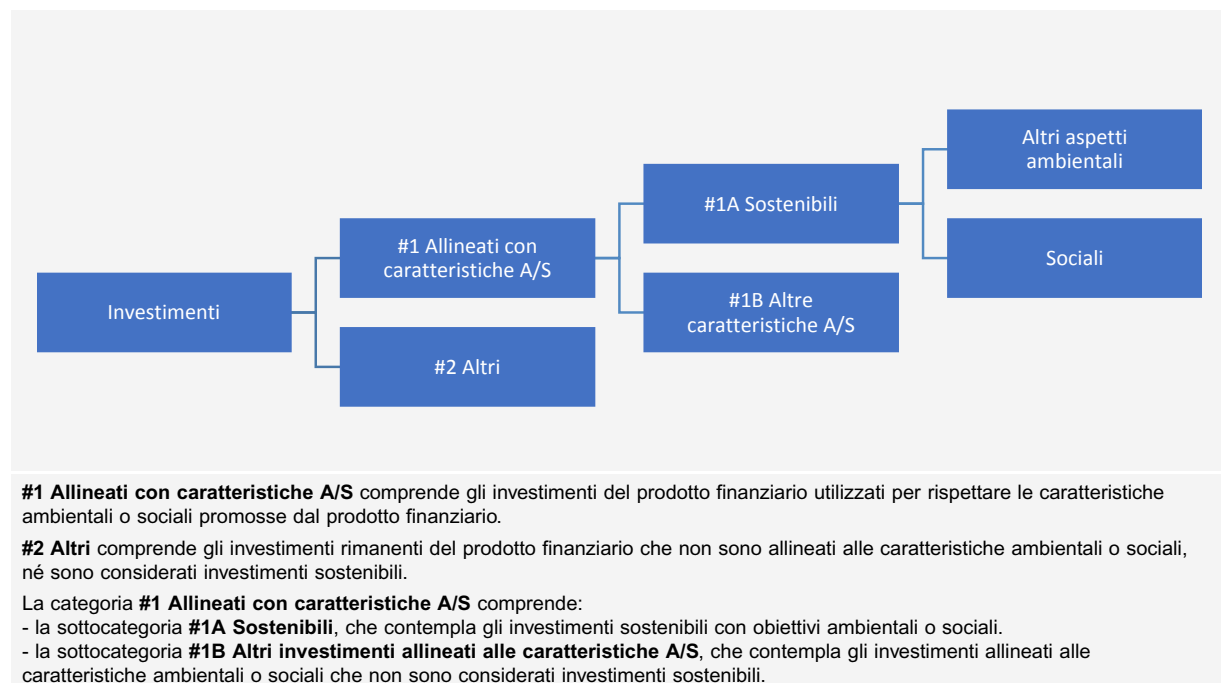 Investimenti
#1 Allineati con
caratteristiche A/S
#2 Altri
#1A Sostenibili
#1B Altre
caratteristiche A/S
Altri aspetti
ambientali
Sociali
#1 Allineati con caratteristiche A/S comprende gli investimenti del prodotto finanziario utilizzati per rispettare le caratteristiche
ambientali o sociali promosse dal prodotto finanziario.
#2 Altri comprende gli investimenti rimanenti del prodotto finanziario che non sono allineati alle caratteristiche ambientali o sociali,
né sono considerati investimenti sostenibili.
La categoria #1 Allineati con caratteristiche A/S comprende:
- la sottocategoria #1A Sostenibili, che contempla gli investimenti sostenibili con obiettivi ambientali o sociali.
- la sottocategoria #1B Altri investimenti allineati alle caratteristiche A/S, che contempla gli investimenti allineati alle
caratteristiche ambientali o sociali che non sono considerati investimenti sostenibili.